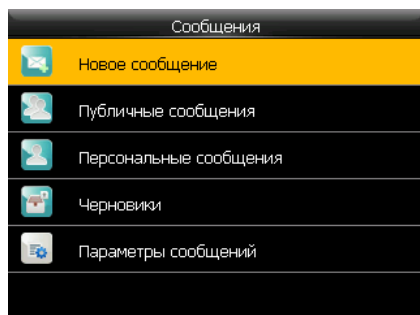 Сообщения
Новое сообщение
Публичные сообщения
Персональные сообщения
Черновики
Параметры сообщений